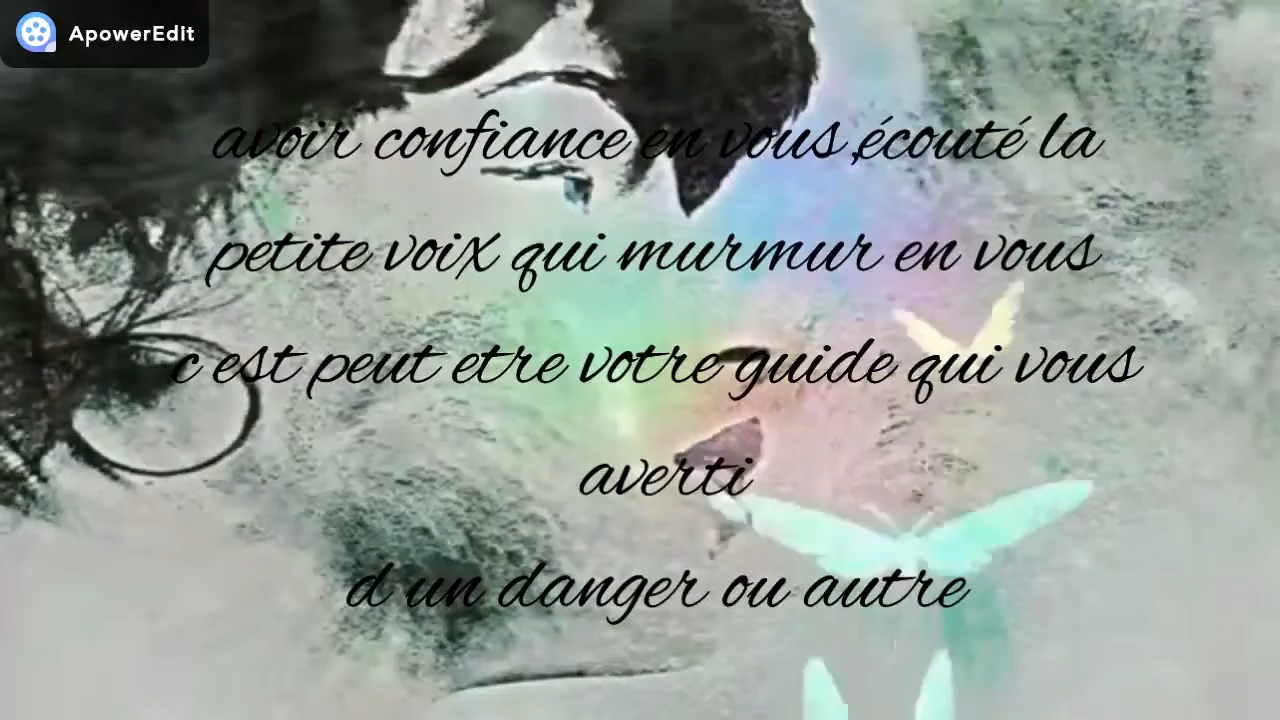 ApowerEdit
avoir confiance en vous,écouté la
petite voix qui murmur en vous
c est peut etre votre guide qui vous
averti
d un danger ou autre